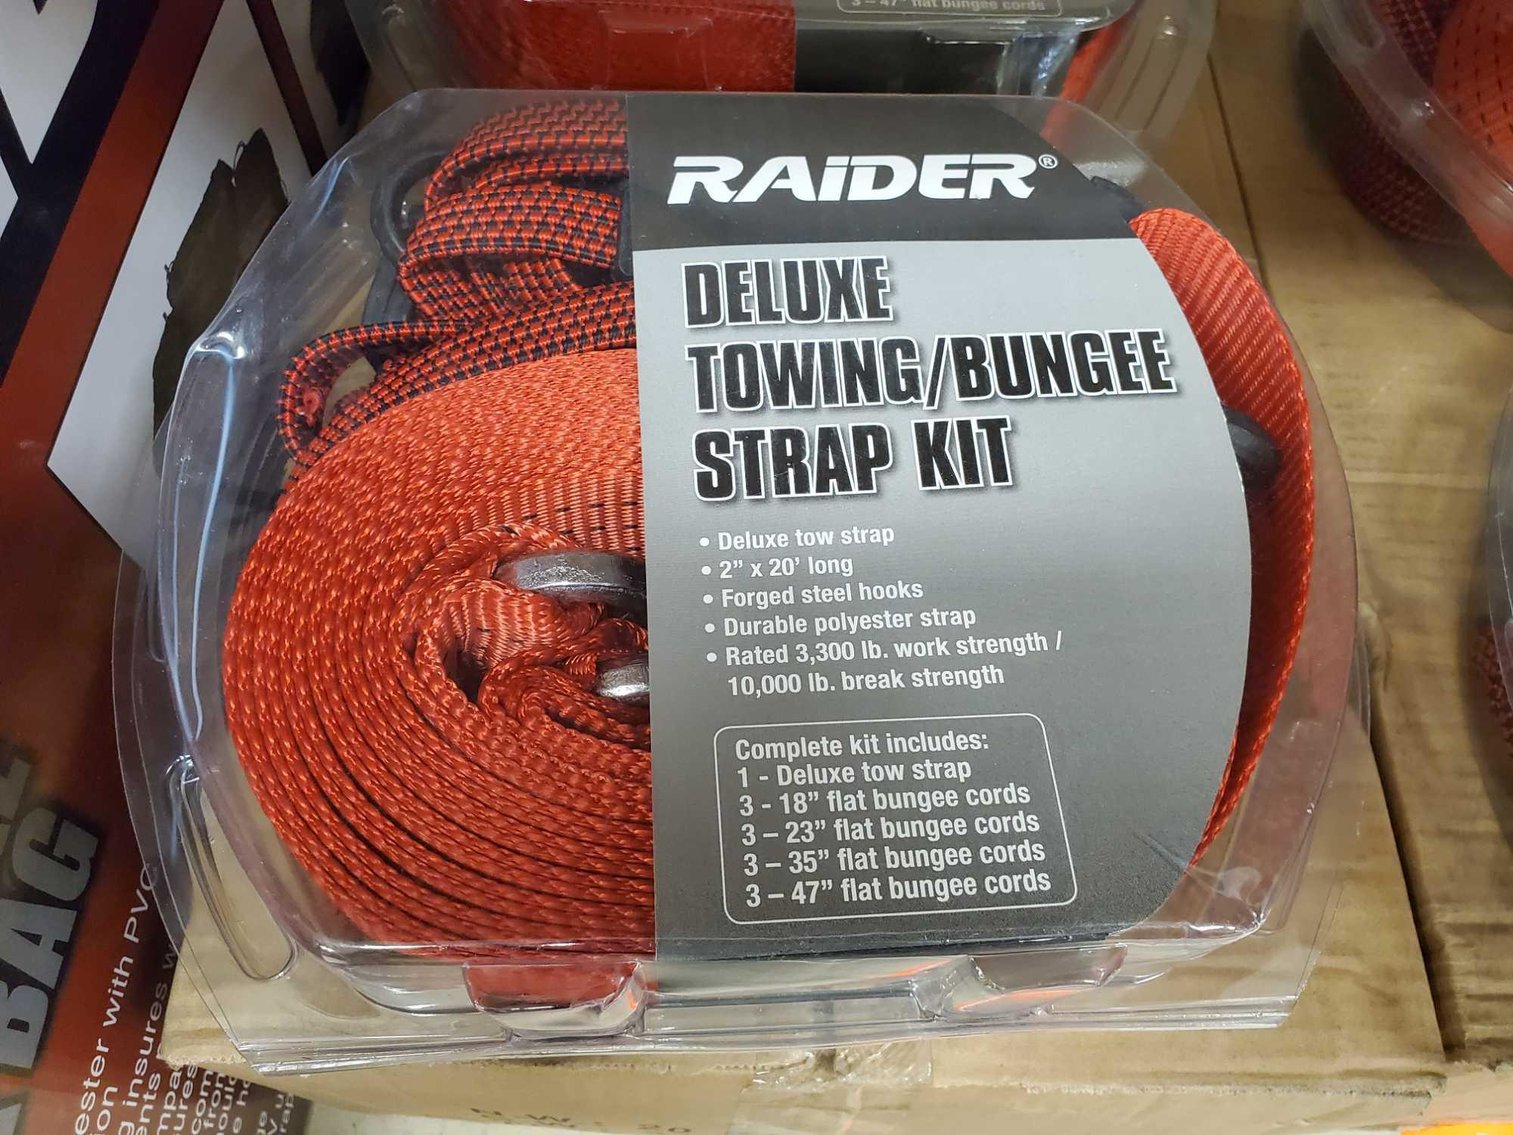 3 – 47" flat bungee cords
RAIDER®
DELUXE
TOWING/BUNGEE
STRAP KIT
• Deluxe tow strap
• 2” x 20’ long
• Forged steel hooks
• Durable polyester strap
• Rated 3,300 lb. work strength /
10,000 lb. break strength
Complete kit includes:
1 - Deluxe tow strap
3 - 18” flat bungee cords
3 – 23” flat bungee cords
3 – 35” flat bungee cords
3 – 47” flat bungee cords
BAG
ester with PVC
ion
g insures w